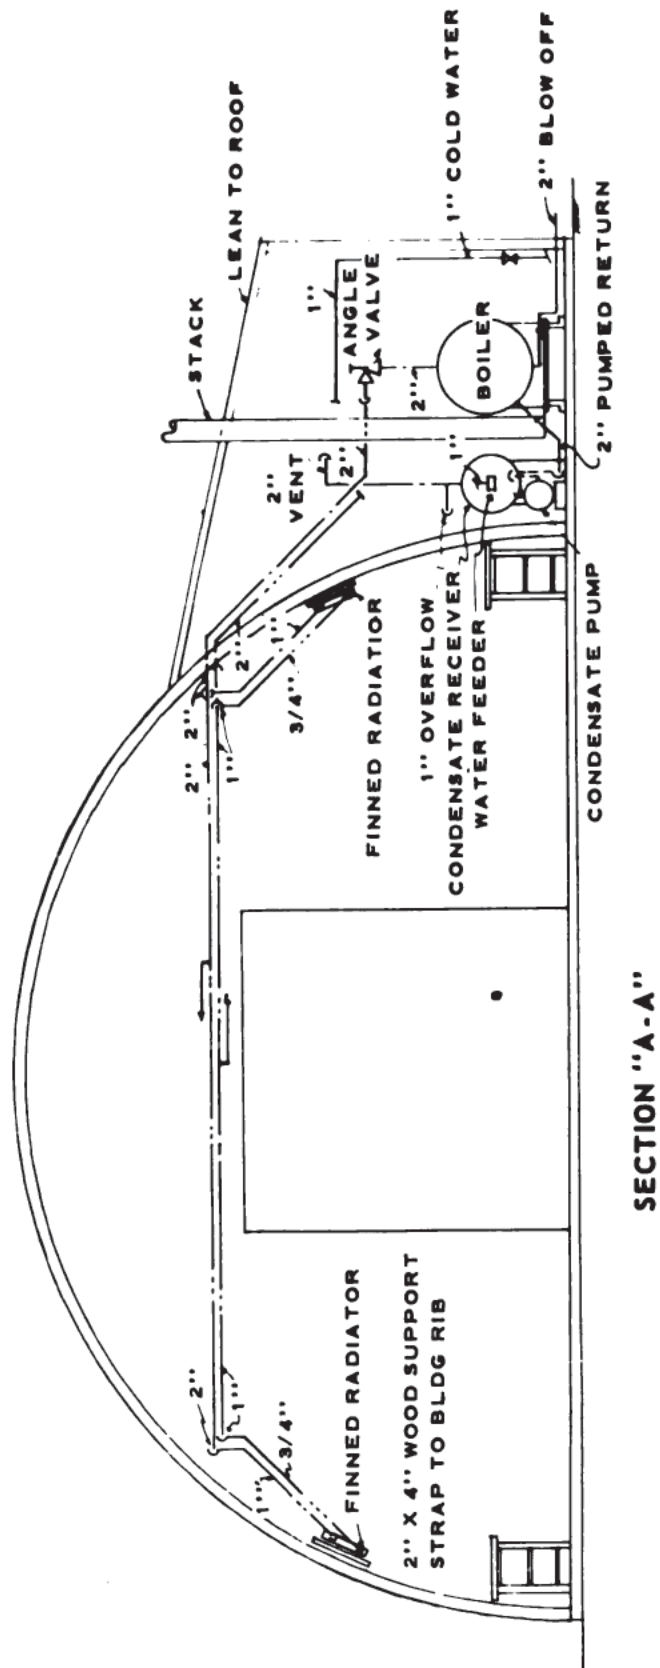 STACK
LEAN TO ROOF
2"
1"
2"
2"
1"
2"
1"
3/4"
1"
3/4"
2"
VENT
2"
1"
ANGLE
VALVE
FINNED RADIATOR
2" X 4" WOOD SUPPORT
STRAP TO BLDG RIB
FINNED RADIATIOR
1" OVERFLOW
CONDENSATE RECEIVER
WATER FEEDER
1"
2"
BOILER
1" COLD WATER
2" BLOW OFF
CONDENSATE PUMP
2" PUMPED RETURN
SECTION "A-A"